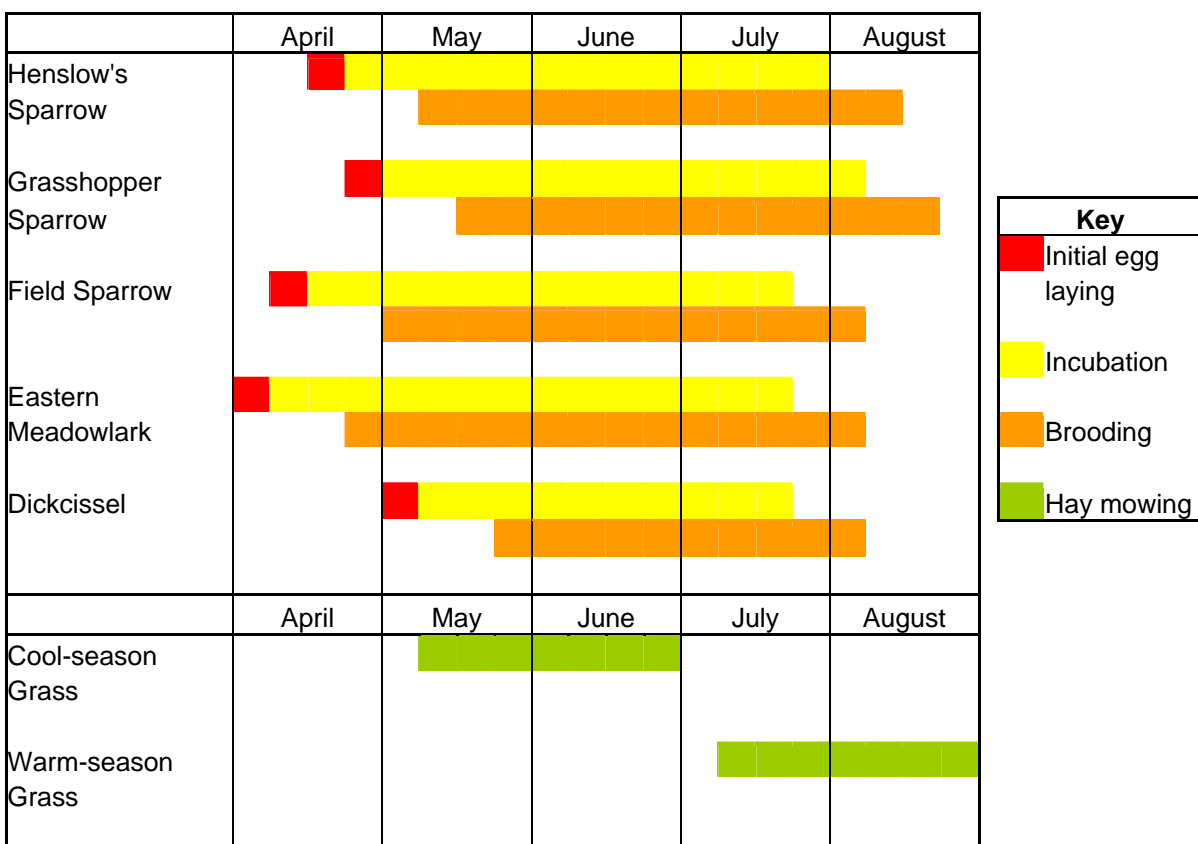 April May June July August
Henslow's
Sparrow
Grasshopper
Sparrow
Field Sparrow
Eastern
Meadowlark
Dickcissel
April May June July August
Cool-season
Grass
Warm-season
Grass
Key
Initial egg
laying
Incubation
Brooding
Hay mowing